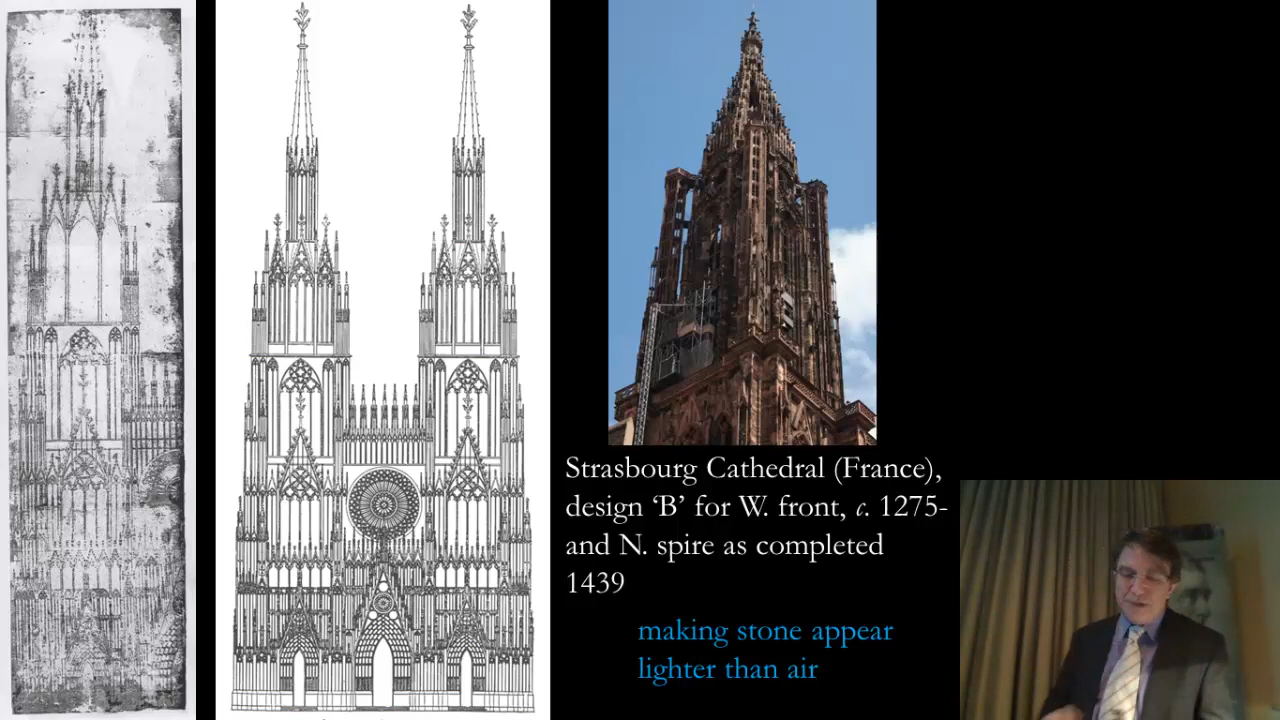 Strasbourg Cathedral (France),
design ‘B’ for W. front, c. 1275-
and N. spire as completed
1439
making stone appear
lighter than air